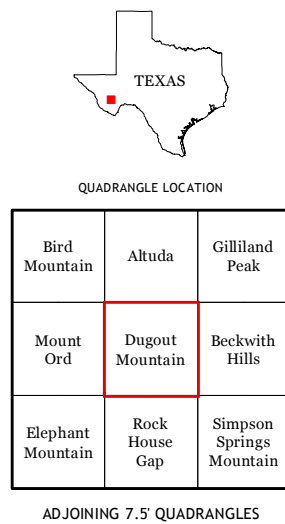 TEXAS
QUADRANGLE LOCATION
Bird
Mountain
Altuda
Gilliland
Peak
Mount
Ord
Dugout
Mountain
Beckwith
Hills
Elephant
Mountain
Rock
House
Gap
Simpson
Springs
Mountain
ADJOINING 7.5' QUADRANGLES